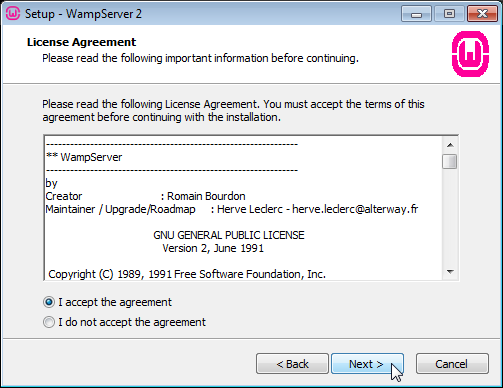 Setup - WampServer 2
License Agreement
Please read the following important information before continuing.
Please read the following License Agreement. You must accept the terms of this
agreement before continuing with the installation.
------------------------------------------------------------
** WampServer
------------------------------------------------------------
by
Creator : Romain Bourdon
Maintainer / Upgrade/Roadmap : Herve Leclerc - herve.leclerc@alterway.fr
GNU GENERAL PUBLIC LICENSE
Version 2, June 1991
Copyright (C) 1989, 1991 Free Software Foundation, Inc.
I accept the agreement
I do not accept the agreement
< Back Next > Cancel